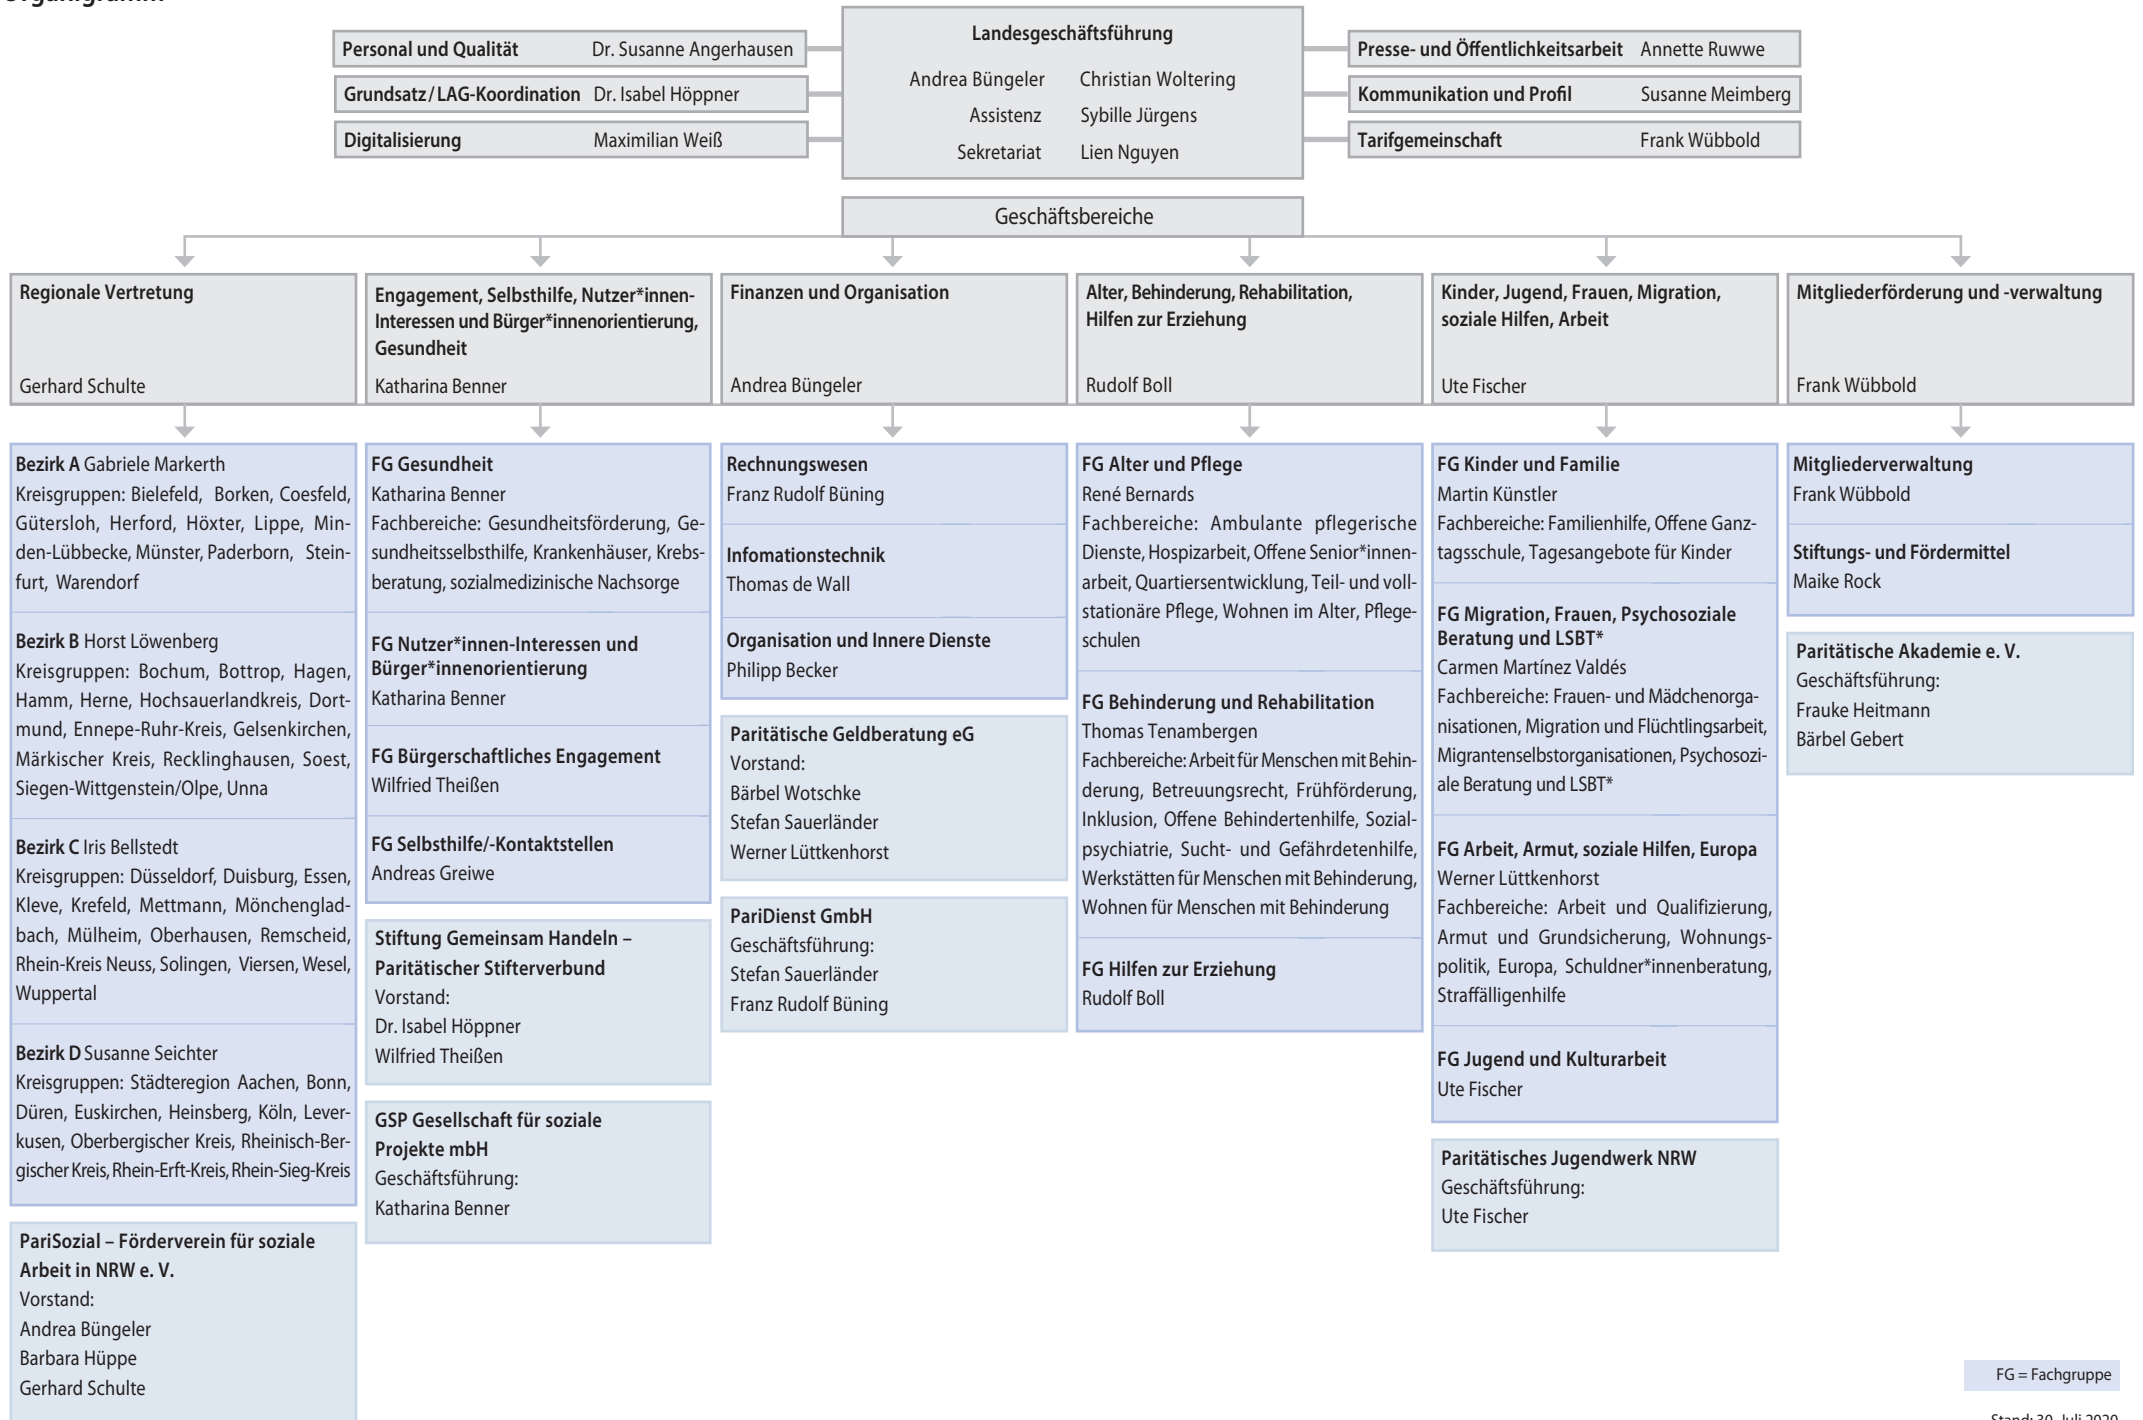 Organigramm
Landesgeschäftsführung
Andrea Büngeler Christian Woltering
Assistenz Sybille Jürgens
Sekretariat Lien Nguyen
Personal und Qualität Dr. Susanne Angerhausen
Grundsatz/LAG-Koordination Dr. Isabel Höppner
Digitalisierung Maximilian Weiß
Presse- und Öffentlichkeitsarbeit Annette Ruwwe
Kommunikation und Profil Susanne Meimberg
Tarifgemeinschaft Frank Wübbold
Geschäftsbereiche
Regionale Vertretung
Gerhard Schulte
Bezirk A Gabriele Markerth
Kreisgruppen: Bielefeld, Borken, Coesfeld,
Gütersloh, Herford, Höxter, Lippe, Min-
den-Lübbecke, Münster, Paderborn, Stein-
furt, Warendorf
Bezirk B Horst Löwenberg
Kreisgruppen: Bochum, Bottrop, Hagen,
Hamm, Herne, Hochsauerlandkreis, Dort-
mund, Ennepe-Ruhr-Kreis, Gelsenkirchen,
Märkischer Kreis, Recklinghausen, Soest,
Siegen-Wittgenstein/Olpe, Unna
Bezirk C Iris Bellstedt
Kreisgruppen: Düsseldorf, Duisburg, Essen,
Kleve, Krefeld, Mettmann, Mönchenglad-
bach, Mülheim, Oberhausen, Remscheid,
Rhein-Kreis Neuss, Solingen, Viersen, Wesel,
Wuppertal
Bezirk D Susanne Seichter
Kreisgruppen: Städteregion Aachen, Bonn,
Düren, Euskirchen, Heinsberg, Köln, Lever-
kusen, Oberbergischer Kreis, Rheinisch-Ber-
gischer Kreis, Rhein-Erft-Kreis, Rhein-Sieg-Kreis
PariSozial – Förderverein für soziale
Arbeit in NRW e. V.
Vorstand:
Andrea Büngeler
Barbara Hüppe
Gerhard Schulte
Engagement, Selbsthilfe, Nutzer*innen-
Interessen und Bürger*innenorientierung,
Gesundheit
Katharina Benner
FG Gesundheit
Katharina Benner
Fachbereiche: Gesundheitsförderung, Ge-
sundheitsselbsthilfe, Krankenhäuser, Krebs-
beratung, sozialmedizinische Nachsorge
FG Nutzer*innen-Interessen und
Bürger*innenorientierung
Katharina Benner
FG Bürgerschaftliches Engagement
Wilfried Theißen
FG Selbsthilfe/-Kontaktstellen
Andreas Greiwe
Stiftung Gemeinsam Handeln –
Paritätischer Stifterverbund
Vorstand:
Dr. Isabel Höppner
Wilfried Theißen
GSP Gesellschaft für soziale
Projekte mbH
Geschäftsführung:
Katharina Benner
Finanzen und Organisation
Andrea Büngeler
Rechnungswesen
Franz Rudolf Büning
Infomationstechnik
Thomas de Wall
Organisation und Innere Dienste
Philipp Becker
Paritätische Geldberatung eG
Vorstand:
Bärbel Wotschke
Stefan Sauerländer
Werner Lüttkenhorst
PariDienst GmbH
Geschäftsführung:
Stefan Sauerländer
Franz Rudolf Büning
Alter, Behinderung, Rehabilitation,
Hilfen zur Erziehung
Rudolf Boll
FG Alter und Pflege
René Bernards
Fachbereiche: Ambulante pflegerische
Dienste, Hospizarbeit, Offene Senior*innen-
arbeit, Quartiersentwicklung, Teil- und voll-
stationäre Pflege, Wohnen im Alter, Pflege-
schulen
FG Behinderung und Rehabilitation
Thomas Tenambergen
Fachbereiche: Arbeit für Menschen mit Behin-
derung, Betreuungsrecht, Frühförderung,
Inklusion, Offene Behindertenhilfe, Sozial-
psychiatrie, Sucht- und Gefährdetenhilfe,
Werkstätten für Menschen mit Behinderung,
Wohnen für Menschen mit Behinderung
FG Hilfen zur Erziehung
Rudolf Boll
Kinder, Jugend, Frauen, Migration,
soziale Hilfen, Arbeit
Ute Fischer
FG Kinder und Familie
Martin Künstler
Fachbereiche: Familienhilfe, Offene Ganz-
tagsschule, Tagesangebote für Kinder
FG Migration, Frauen, Psychosoziale
Beratung und LSBT*
Carmen Martínez Valdés
Fachbereiche: Frauen- und Mädchenorga-
nisationen, Migration und Flüchtlingsarbeit,
Migrantenselbstorganisationen, Psychosozi-
ale Beratung und LSBT*
FG Arbeit, Armut, soziale Hilfen, Europa
Werner Lüttkenhorst
Fachbereiche: Arbeit und Qualifizierung,
Armut und Grundsicherung, Wohnungs-
politik, Europa, Schuldner*innenberatung,
Straffälligenhilfe
FG Jugend und Kulturarbeit
Ute Fischer
Paritätisches Jugendwerk NRW
Geschäftsführung:
Ute Fischer
Mitgliederförderung und -verwaltung
Frank Wübbold
Mitgliederverwaltung
Frank Wübbold
Stiftungs- und Fördermittel
Maike Rock
Paritätische Akademie e. V.
Geschäftsführung:
Frauke Heitmann
Bärbel Gebert
FG = Fachgruppe
Stand: 30. Juli 2020